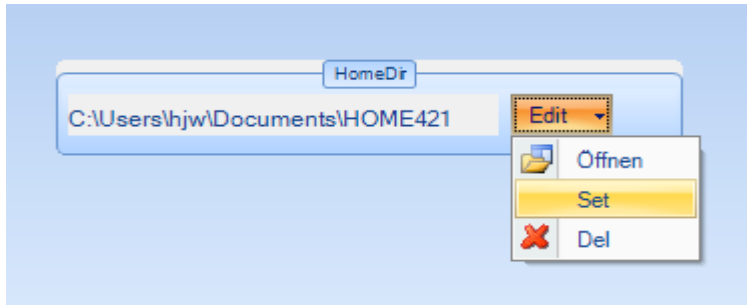 HomeDir
C:\Users\hjw\Documents\HOME421
Edit
Öffnen
Set
Del